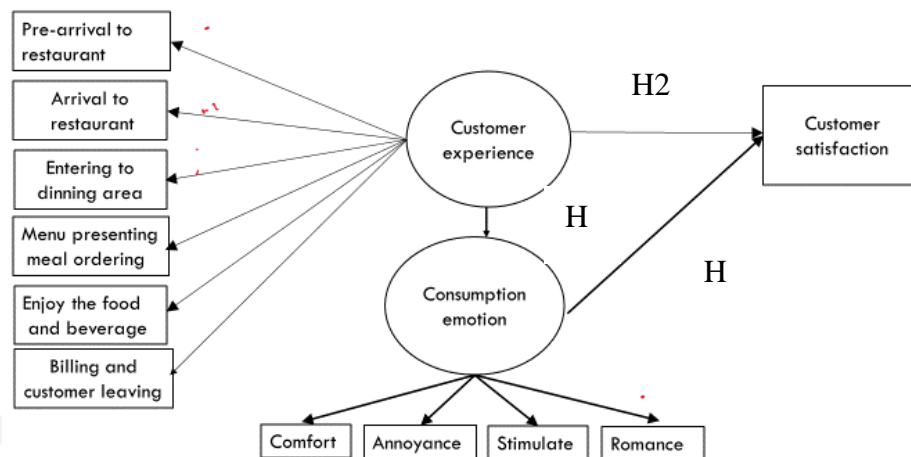 Pre-arrival to
restaurant
Arrival to
restaurant
Entering to
dinning area
Menu presenting
meal ordering
Enjoy the food
and beverage
Billing and
customer leaving
Customer
experience
H2
Customer
satisfaction
H
H
Consumption
emotion
Comfort
Annoyance
Stimulate
Romance